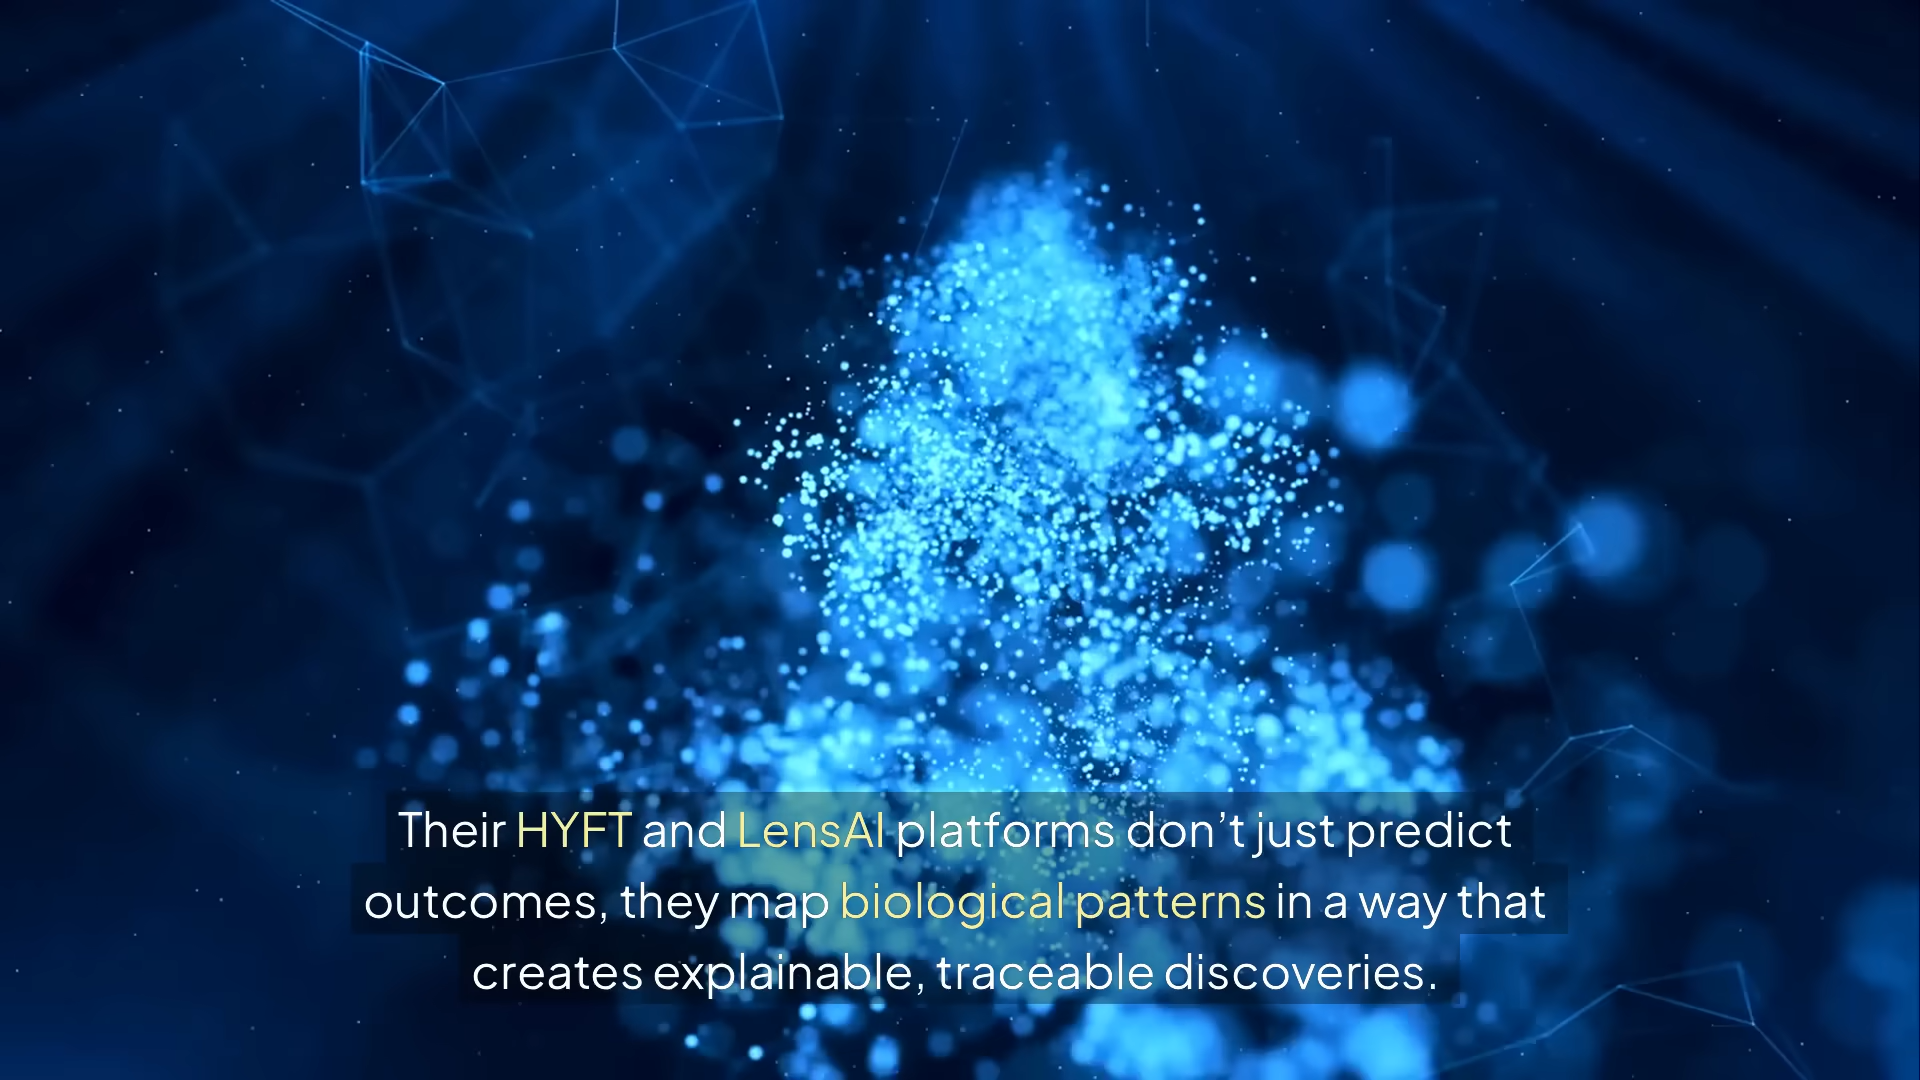 Their HYFT and LensAI platforms don’t just predict
outcomes, they map biological patterns in a way that
creates explainable, traceable discoveries.